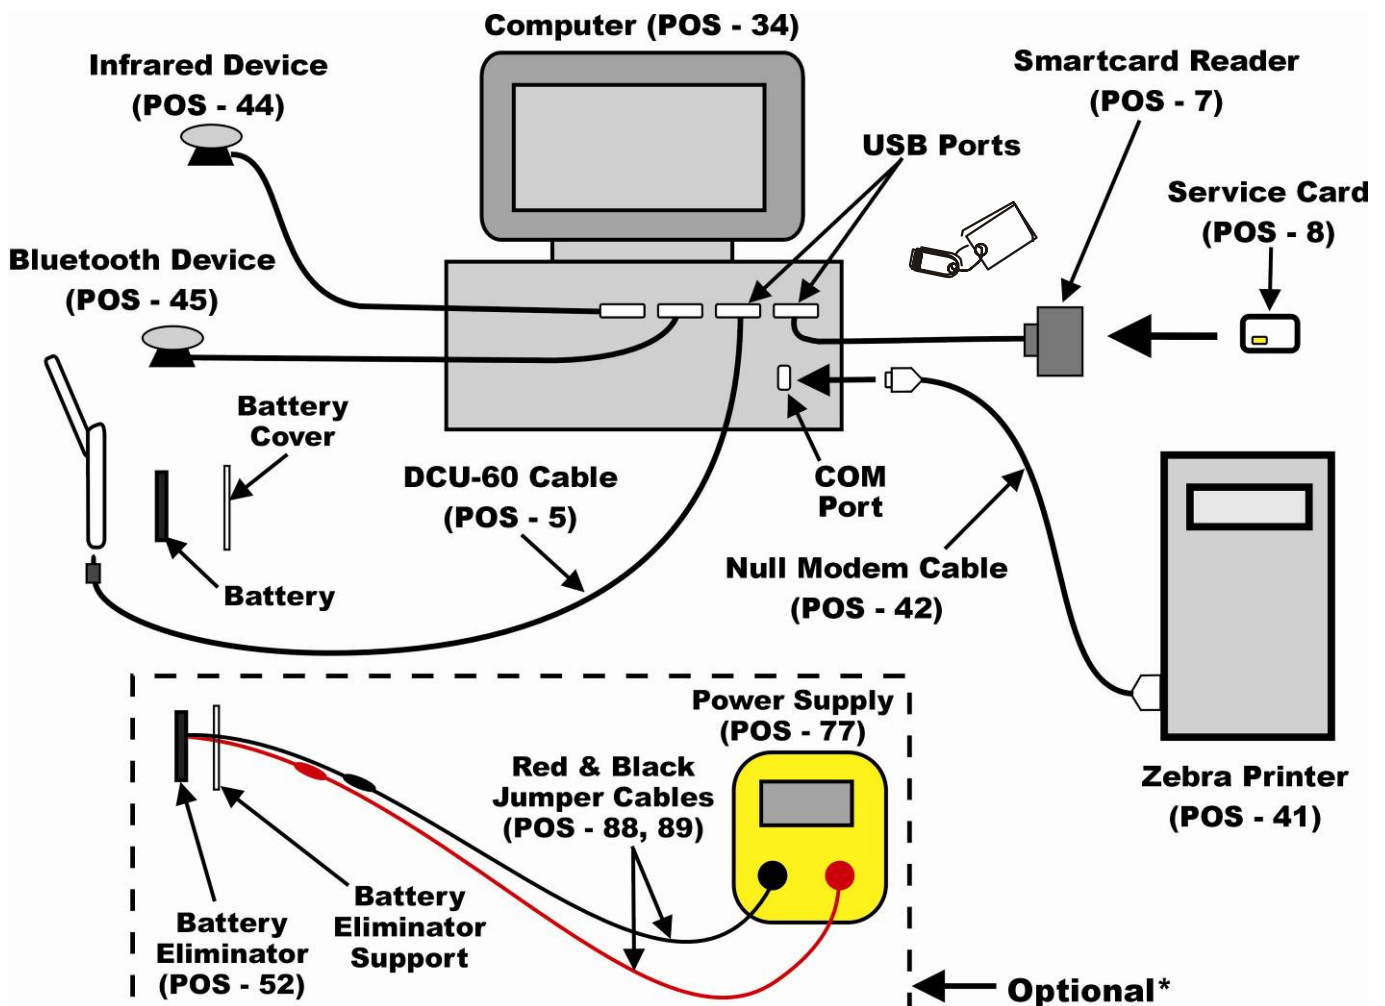 Computer (POS - 34)
Infrared Device
(POS - 44)
Smartcard Reader
(POS - 7)
USB Ports
Service Card
(POS - 8)
Bluetooth Device
(POS - 45)
Battery
Cover
DCU-60 Cable
(POS - 5)
COM
Port
Battery
Null Modem Cable
(POS - 42)
Power Supply
(POS - 77)
Red & Black
Jumper Cables
(POS - 88, 89)
Zebra Printer
(POS - 41)
Battery
Eliminator
(POS - 52)
Battery
Eliminator
Support
Optional*